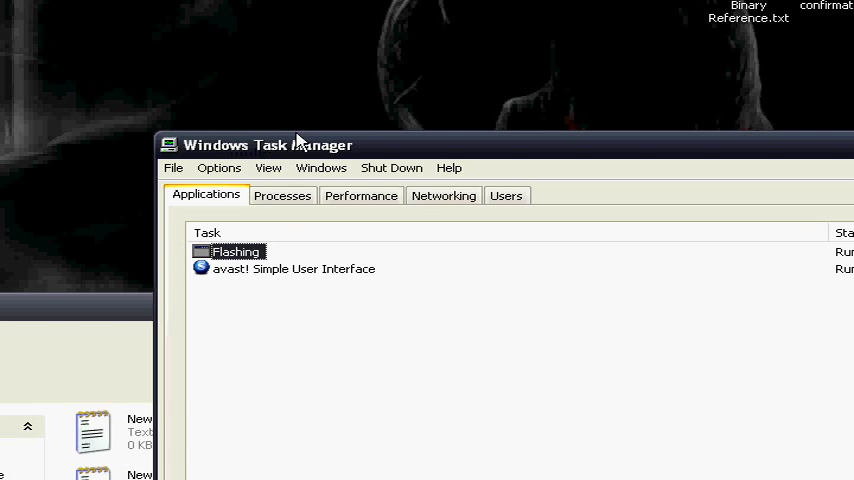 Binary
Reference.txt
confirmat
Windows Task Manager
File Options View Windows Shut Down Help
Applications Processes Performance Networking Users
Task Sta
Flashing Run
avast! Simple User Interface Run
New
Text
0 KB
New